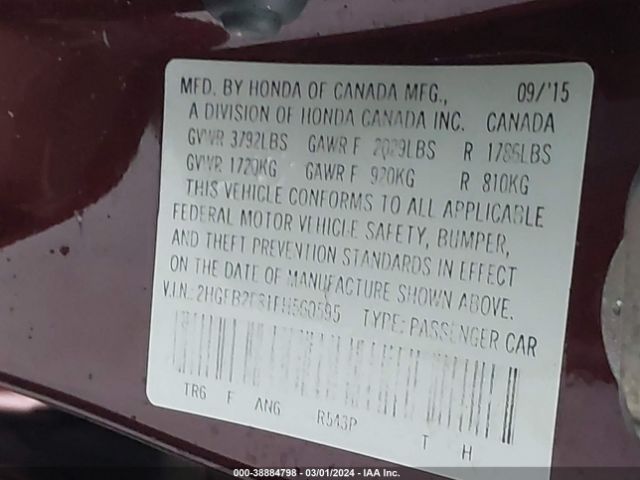 MFD. BY HONDA OF CANADA MFG., 09/'15
A DIVISION OF HONDA CANADA INC. CANADA
GVWR 3792LBS GAWR F 2029LBS R 1786LBS
GVWR 1720KG GAWR F 920KG R 810KG
THIS VEHICLE CONFORMS TO ALL APPLICABLE
FEDERAL MOTOR VEHICLE SAFETY, BUMPER,
AND THEFT PREVENTION STANDARDS IN EFFECT
ON THE DATE OF MANUFACTURE SHOWN ABOVE.
V.I.N.: 2HGFB2F81FH560595 TYPE: PASSENGER CAR
TR6 F AN6 R543P T H
000-38884798 - 03/01/2024 - IAA Inc.